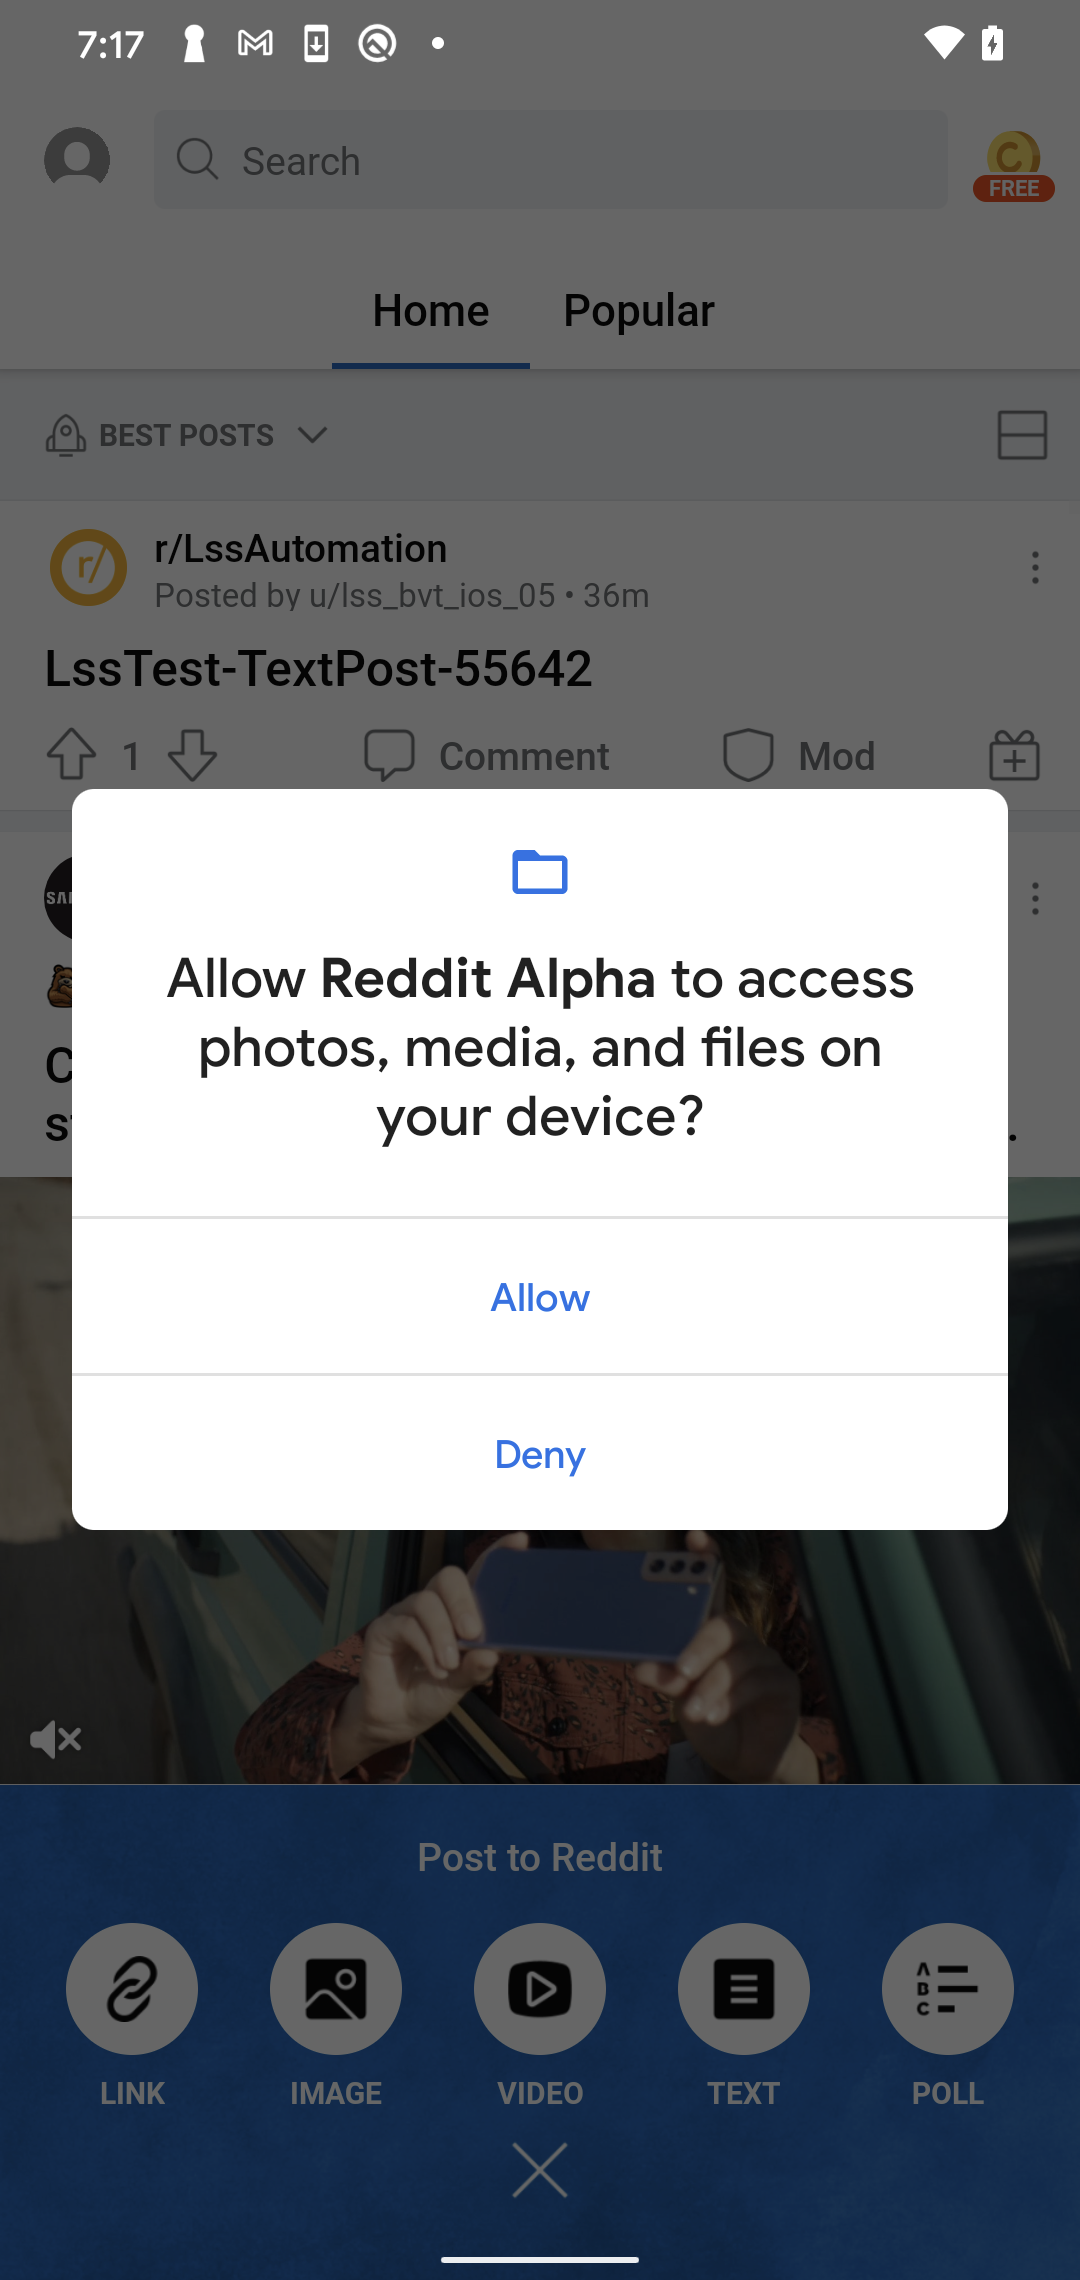 7:17
Search
FREE
Home Popular
BEST POSTS
r/LssAutomation
Posted by u/lss_bvt_ios_05 • 36m
LssTest-TextPost-55642
1 Comment Mod
Allow Reddit Alpha to access
photos, media, and files on
your device?
Allow
Deny
Post to Reddit
LINK IMAGE VIDEO TEXT POLL